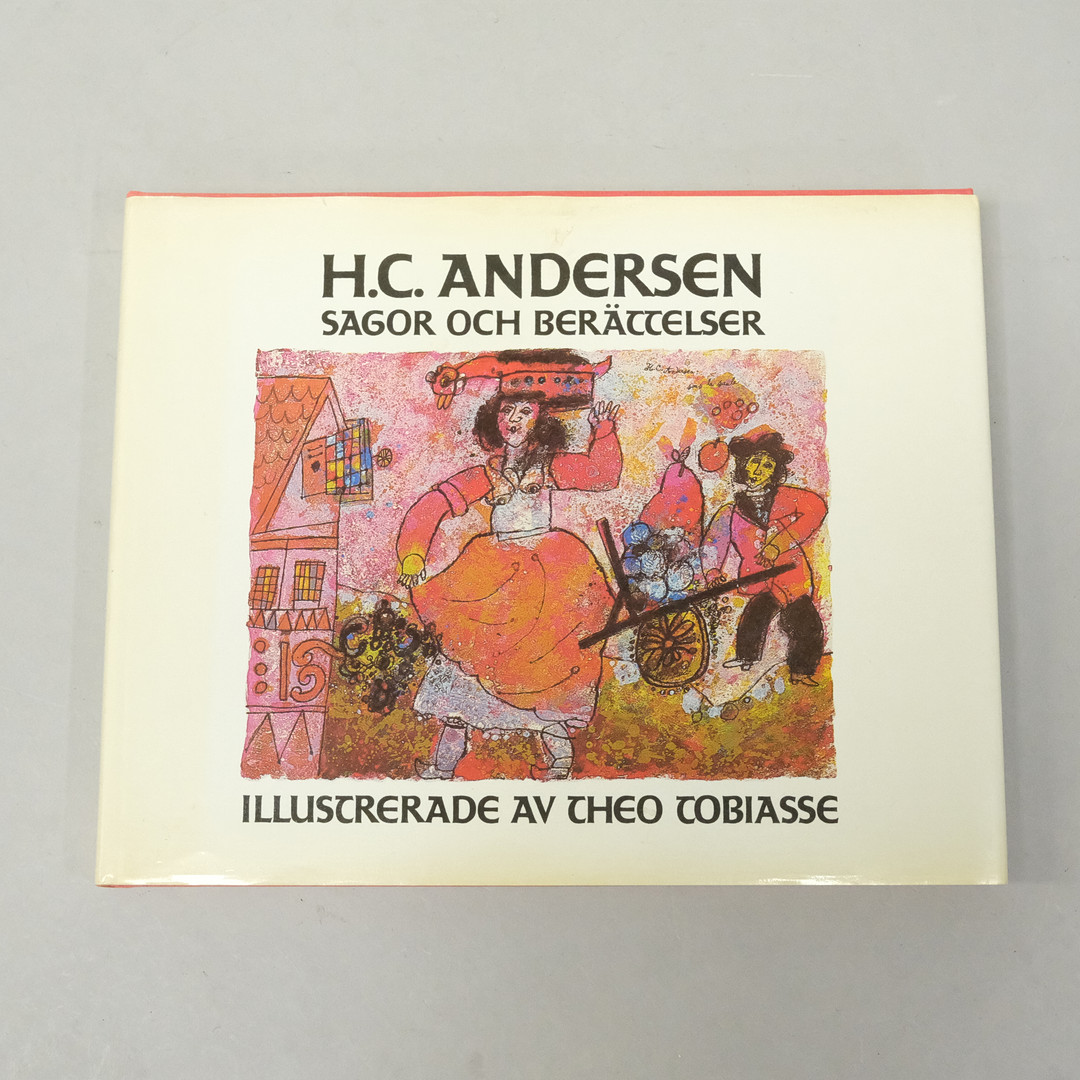 H.C. ANDERSEN
SAGOR OCH BERÄTTELSER
ILLUSTRERADE AV THEO TOBIASSE